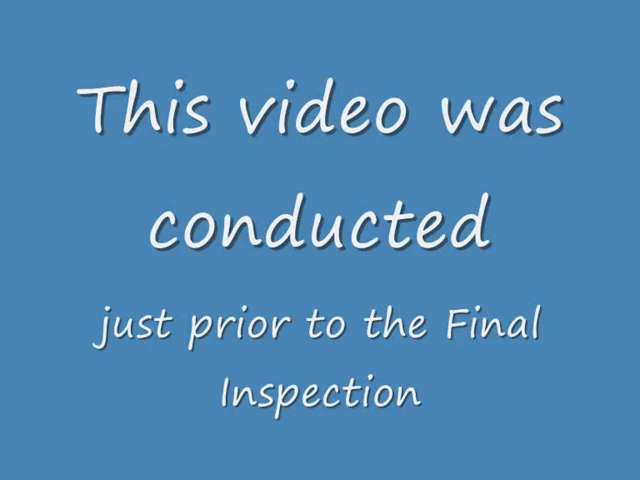 This video was
conducted
just prior to the Final
Inspection